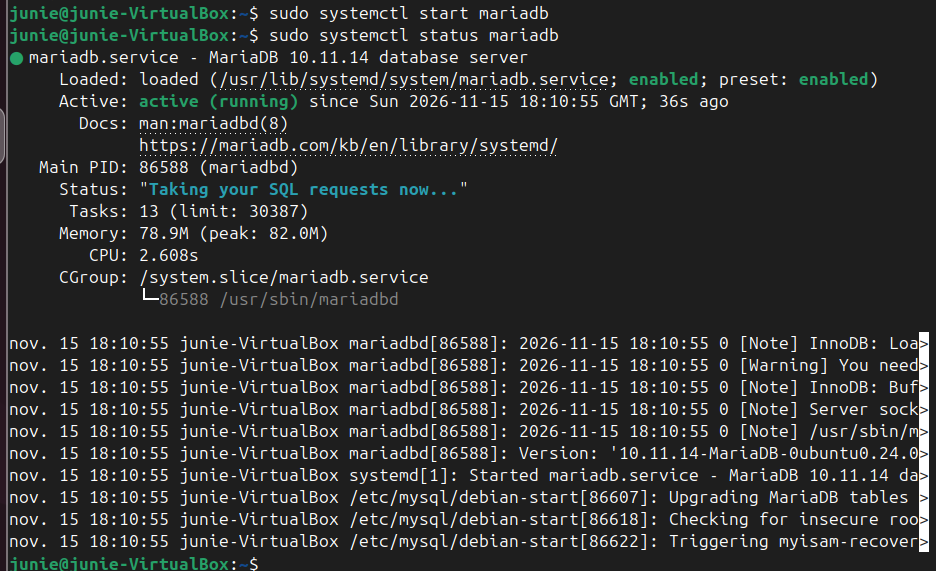 junie@junie-VirtualBox:~$ sudo systemctl start mariadb
junie@junie-VirtualBox:~$ sudo systemctl status mariadb
● mariadb.service - MariaDB 10.11.14 database server
     Loaded: loaded (/usr/lib/systemd/system/mariadb.service; enabled; preset: enabled)
     Active: active (running) since Sun 2026-11-15 18:10:55 GMT; 36s ago
       Docs: man:mariadbd(8)
             https://mariadb.com/kb/en/library/systemd/
   Main PID: 86588 (mariadbd)
     Status: "Taking your SQL requests now..."
      Tasks: 13 (limit: 30387)
     Memory: 78.9M (peak: 82.0M)
        CPU: 2.608s
     CGroup: /system.slice/mariadb.service
             └─86588 /usr/sbin/mariadbd

nov. 15 18:10:55 junie-VirtualBox mariadbd[86588]: 2026-11-15 18:10:55 0 [Note] InnoDB: Loa>
nov. 15 18:10:55 junie-VirtualBox mariadbd[86588]: 2026-11-15 18:10:55 0 [Warning] You need>
nov. 15 18:10:55 junie-VirtualBox mariadbd[86588]: 2026-11-15 18:10:55 0 [Note] InnoDB: Buf>
nov. 15 18:10:55 junie-VirtualBox mariadbd[86588]: 2026-11-15 18:10:55 0 [Note] Server sock>
nov. 15 18:10:55 junie-VirtualBox mariadbd[86588]: 2026-11-15 18:10:55 0 [Note] /usr/sbin/m>
nov. 15 18:10:55 junie-VirtualBox mariadbd[86588]: Version: '10.11.14-MariaDB-0ubuntu0.24.0>
nov. 15 18:10:55 junie-VirtualBox systemd[1]: Started mariadb.service - MariaDB 10.11.14 da>
nov. 15 18:10:55 junie-VirtualBox /etc/mysql/debian-start[86607]: Upgrading MariaDB tables >
nov. 15 18:10:55 junie-VirtualBox /etc/mysql/debian-start[86618]: Checking for insecure roo>
nov. 15 18:10:55 junie-VirtualBox /etc/mysql/debian-start[86622]: Triggering myisam-recover>
junie@junie-VirtualBox:~$